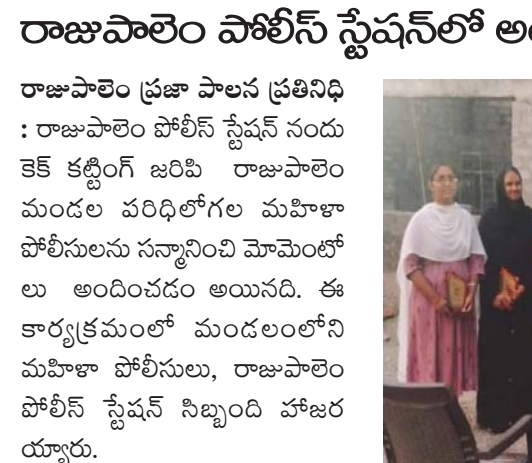 రాజుపాలెం పోలీస్ స్టేషన్‌లో
రాజుపాలెం ప్రజా పాలన ప్రతినిధి
: రాజుపాలెం పోలీస్ స్టేషన్ నందు
కెక్ కట్టింగ్ జరిపి రాజుపాలెం
మండల పరిధిలోగల మహిళా
పోలీసులను సన్మానించి మోమెంటో
లు అందించడం అయినది. ఈ
కార్యక్రమంలో మండలంలోని
మహిళా పోలీసులు, రాజుపాలెం
పోలీస్ స్టేషన్ సిబ్బంది హాజర
య్యారు.